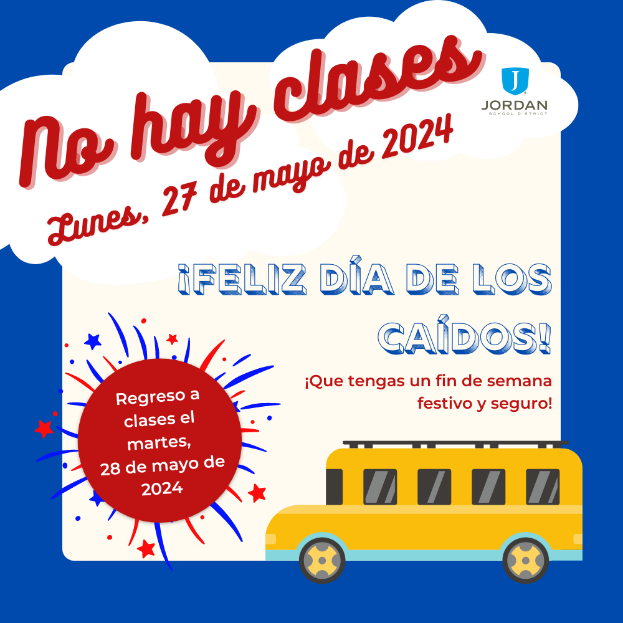 No hay clases
JORDAN
SCHOOL DISTRICT
Lunes, 27 de mayo de 2024
¡FELIZ DÍA DE LOS
CAÍDOS!
¡Que tengas un fin de semana
festivo y seguro!
Regreso a
clases el
martes,
28 de mayo de
2024